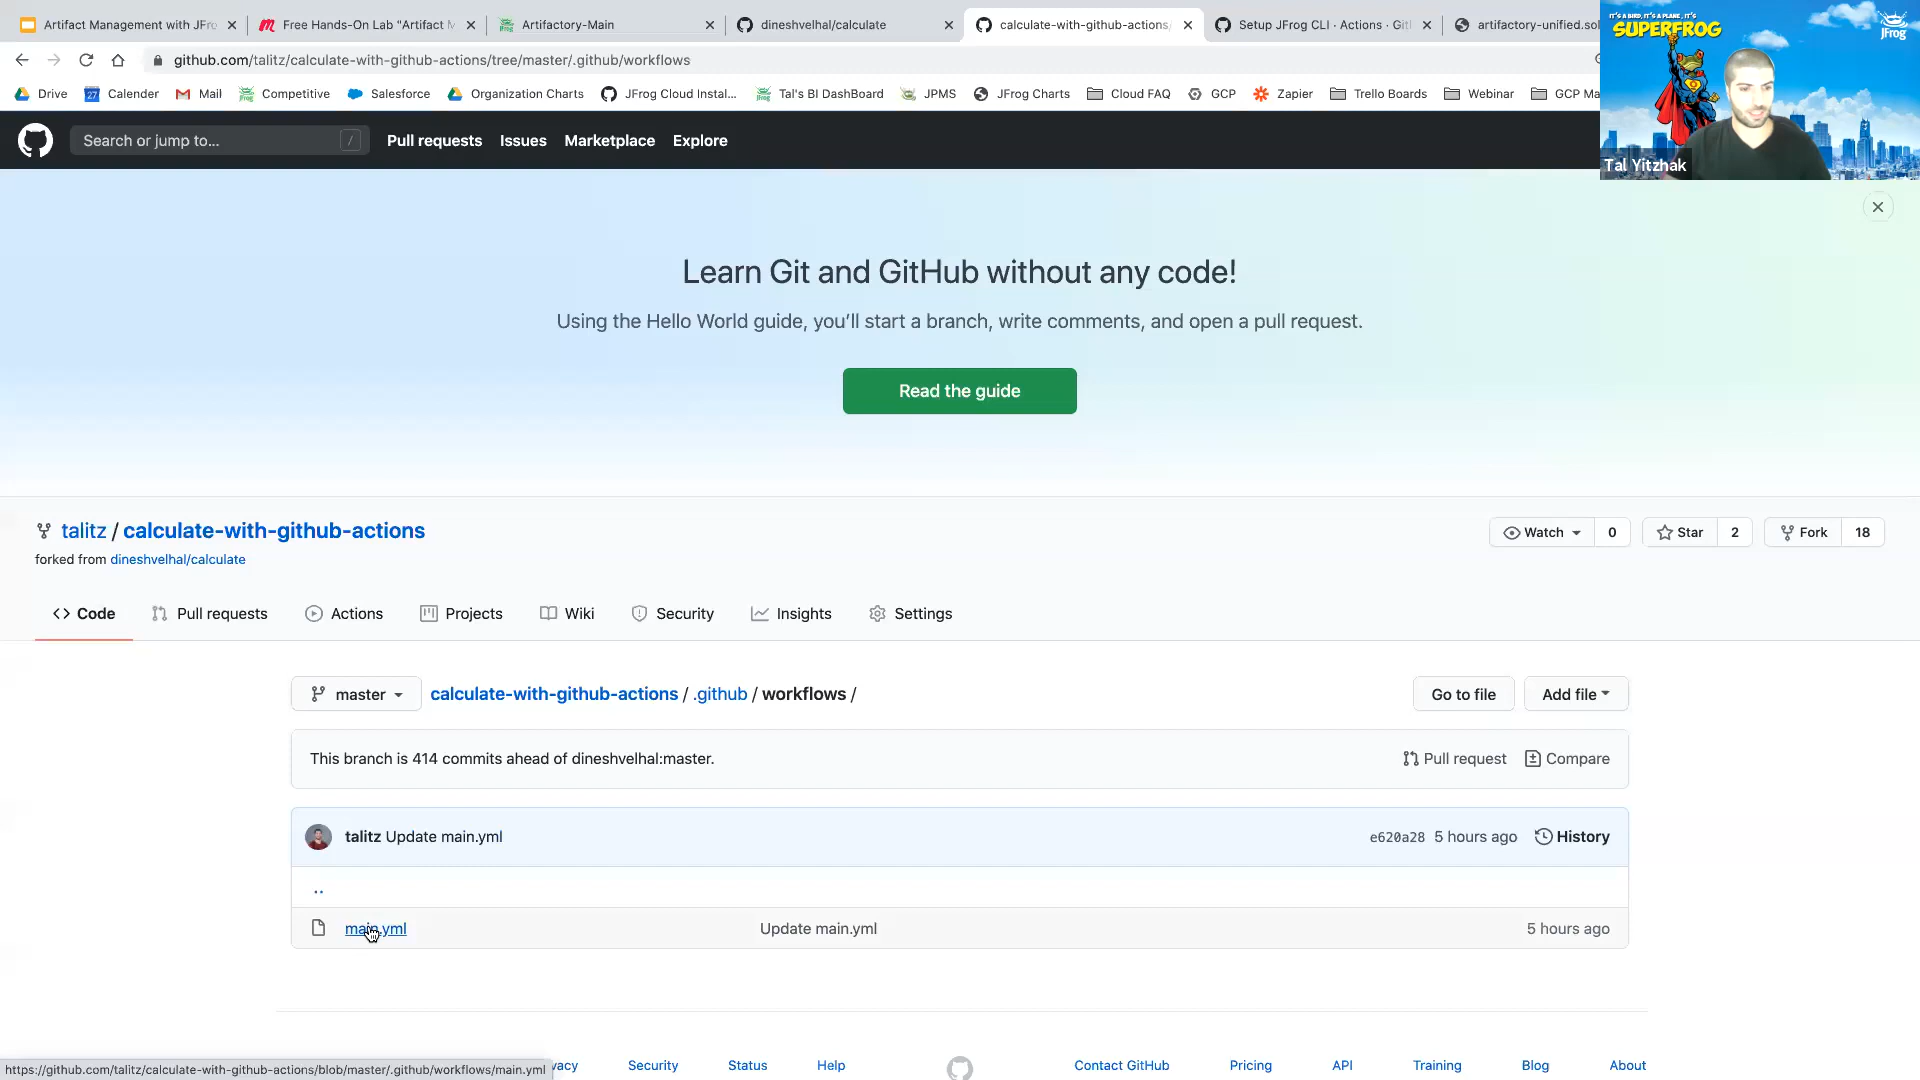 Artifact Management with JFro
Free Hands-On Lab "Artifact M
Artifactory-Main
dineshvelhal/calculate
calculate-with-github-actions/
Setup JFrog CLI · Actions · Git
artifactory-unified.sol
github.com/talitz/calculate-with-github-actions/tree/master/.github/workflows
Drive
27
Calender
Mail
Competitive
Salesforce
Organization Charts
JFrog Cloud Instal...
Tal's BI DashBoard
JPMS
JFrog Charts
Cloud FAQ
GCP
Zapier
Trello Boards
Webinar
GCP Ma
IT'S A BIRD, IT'S A PLANE, IT'S
SUPERFROG
JFrog
Tal Yitzhak
Search or jump to...
/
Pull requests
Issues
Marketplace
Explore
Learn Git and GitHub without any code!
Using the Hello World guide, you’ll start a branch, write comments, and open a pull request.
Read the guide
talitz / calculate-with-github-actions
forked from dineshvelhal/calculate
Watch
0
Star
2
Fork
18
Code
Pull requests
Actions
Projects
Wiki
Security
Insights
Settings
master
calculate-with-github-actions / .github / workflows /
Go to file
Add file
This branch is 414 commits ahead of dineshvelhal:master.
Pull request
Compare
talitz Update main.yml
e620a28 5 hours ago
History
..
main.yml
Update main.yml
5 hours ago
https://github.com/talitz/calculate-with-github-actions/blob/master/.github/workflows/main.yml
vacy
Security
Status
Help
Contact GitHub
Pricing
API
Training
Blog
About